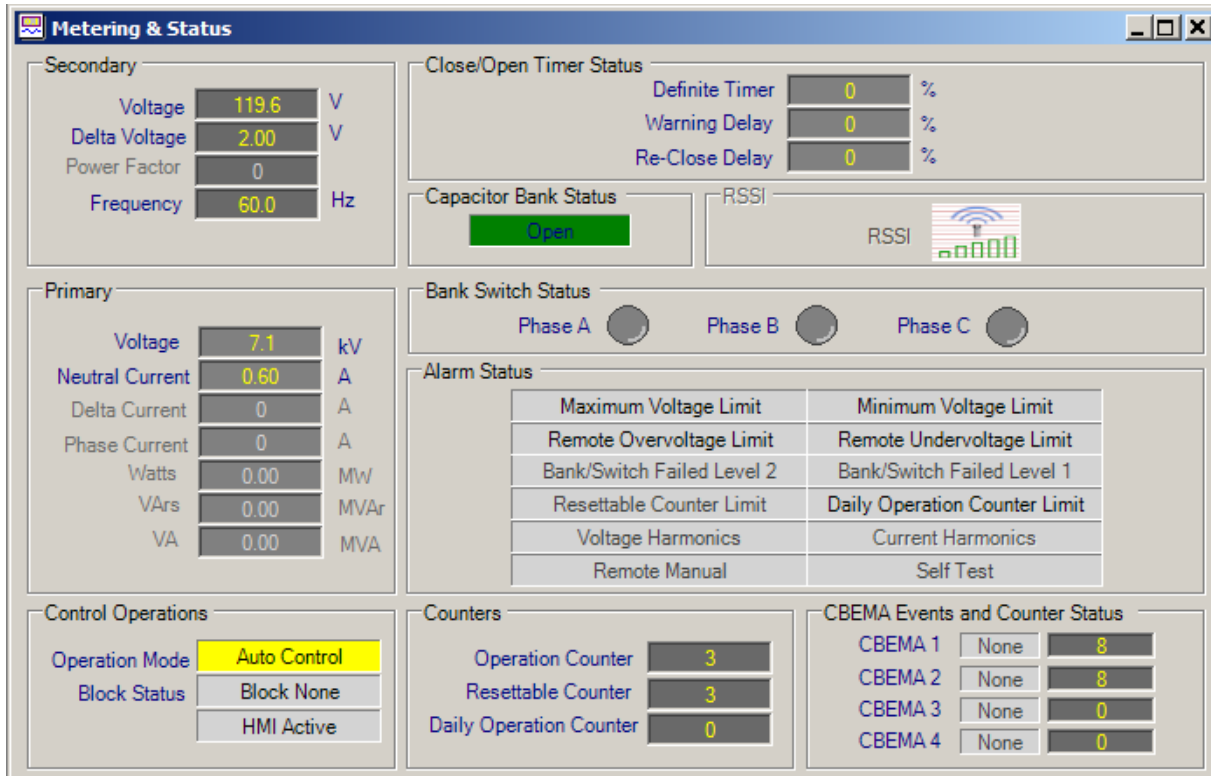 Metering & Status
Secondary
Voltage 119.6 V
Delta Voltage 2.00 V
Power Factor 0
Frequency 60.0 Hz
Close/Open Timer Status
Definite Timer 0 %
Warning Delay 0 %
Re-Close Delay 0 %
Capacitor Bank Status
Open
RSSI
RSSI
Primary
Voltage 7.1 kV
Neutral Current 0.60 A
Delta Current 0 A
Phase Current 0 A
Watts 0.00 MW
VArs 0.00 MVAr
VA 0.00 MVA
Bank Switch Status
Phase A Phase B Phase C
Alarm Status
Maximum Voltage Limit Minimum Voltage Limit
Remote Overvoltage Limit Remote Undervoltage Limit
Bank/Switch Failed Level 2 Bank/Switch Failed Level 1
Resettable Counter Limit Daily Operation Counter Limit
Voltage Harmonics Current Harmonics
Remote Manual Self Test
Control Operations
Operation Mode Auto Control
Block Status Block None
HMI Active
Counters
Operation Counter 3
Resettable Counter 3
Daily Operation Counter 0
CBEMA Events and Counter Status
CBEMA 1 None 8
CBEMA 2 None 8
CBEMA 3 None 0
CBEMA 4 None 0